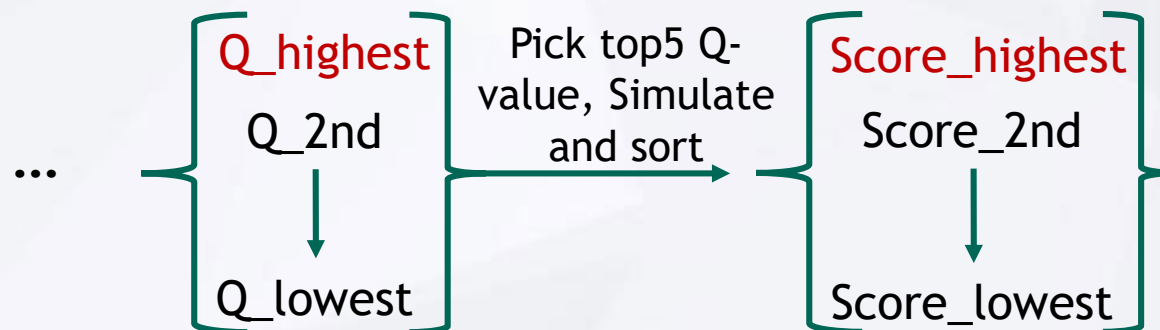 ...
Q_highest
Q_2nd
Q_lowest
Pick top5 Q-
value, Simulate
and sort
Score_highest
Score_2nd
Score_lowest